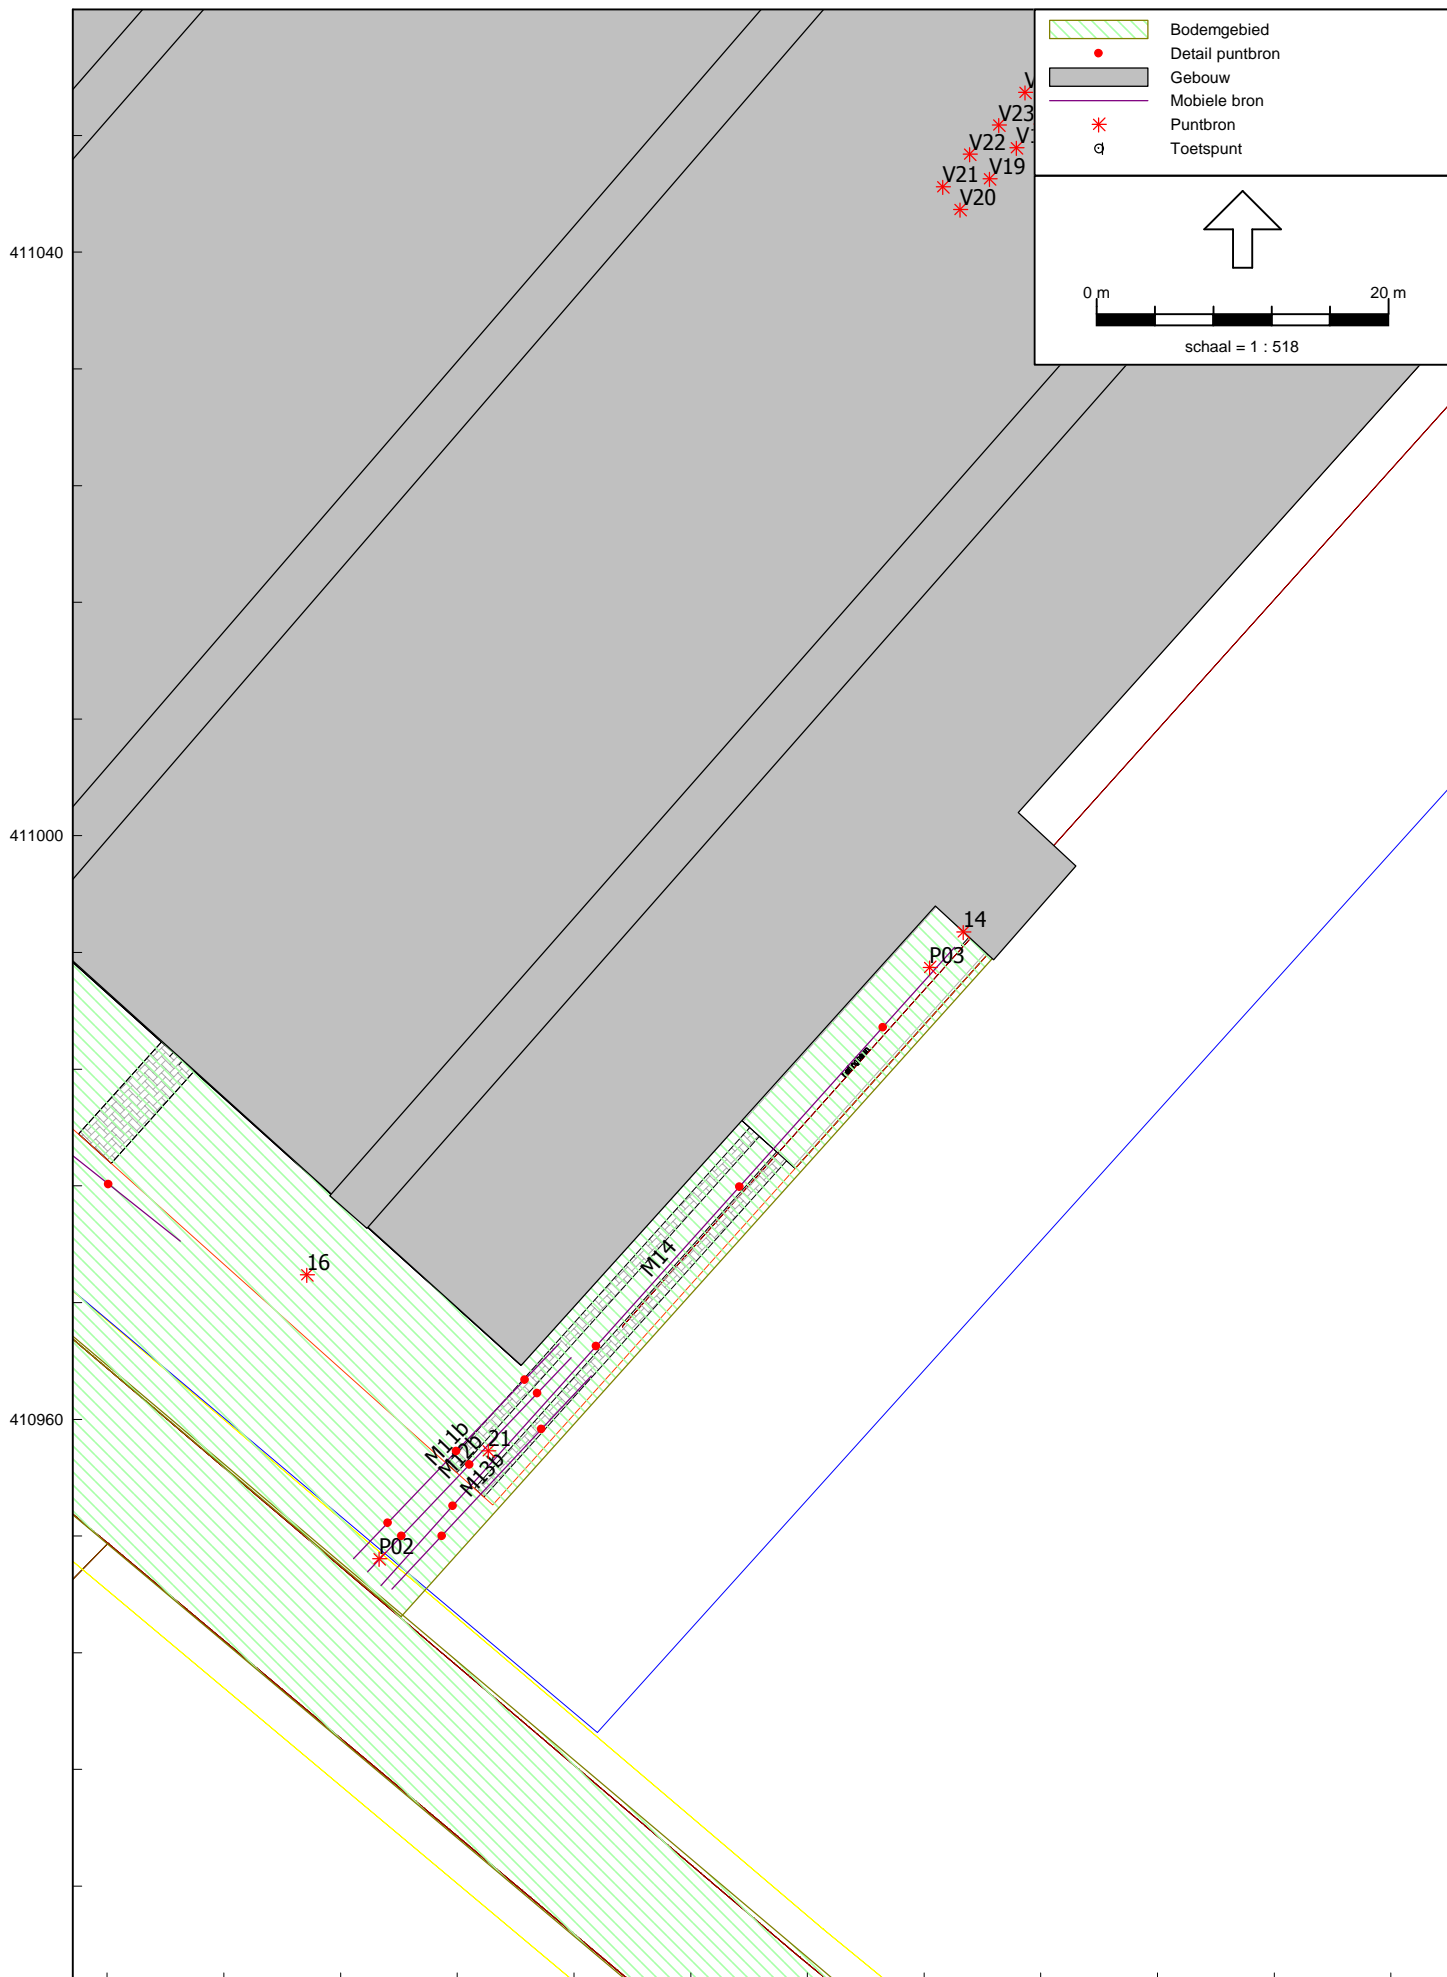 Bodemgebied
Detail puntbron
Gebouw
Mobiele bron
Puntbron
Toetspunt
0 m 20 m
schaal = 1 : 518
V23
V22
V19
V21
V20
411040
411000
14
P03
M14
16
410960
M11b
M12b
21
M13b
P02